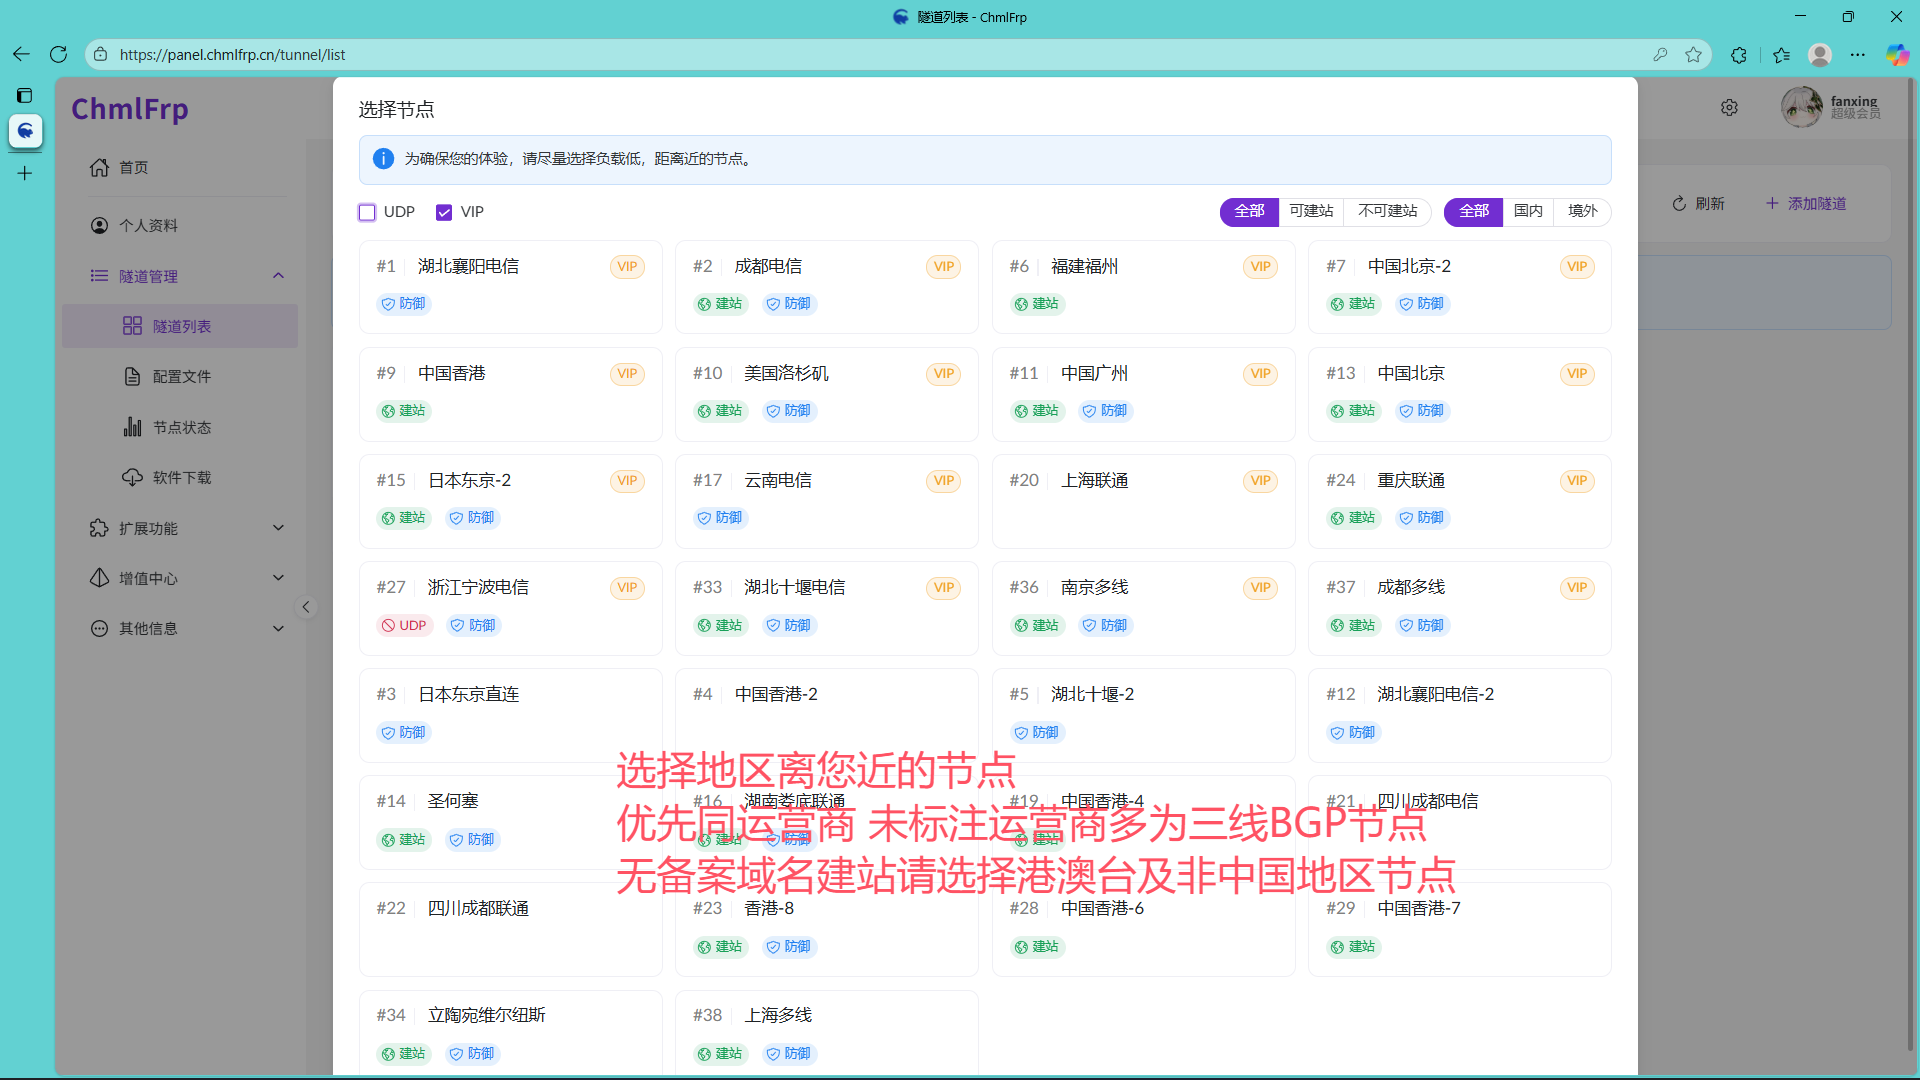 隧道列表 - ChmlFrp
https://panel.chmlfrp.cn/tunnel/list
ChmlFrp
首页
个人资料
隧道管理
隧道列表
配置文件
节点状态
软件下载
扩展功能
增值中心
其他信息
fanxing
超级会员
刷新
添加隧道
选择节点
为确保您的体验，请尽量选择负载低，距离近的节点。
UDP VIP
全部 可建站 不可建站 全部 国内 境外
#1 湖北襄阳电信 VIP
防御
#2 成都电信 VIP
建站 防御
#6 福建福州 VIP
建站
#7 中国北京-2 VIP
建站 防御
#9 中国香港 VIP
建站
#10 美国洛杉矶 VIP
建站 防御
#11 中国广州 VIP
建站 防御
#13 中国北京 VIP
建站 防御
#15 日本东京-2 VIP
建站 防御
#17 云南电信 VIP
防御
#20 上海联通 VIP
#24 重庆联通 VIP
建站 防御
#27 浙江宁波电信 VIP
UDP 防御
#33 湖北十堰电信 VIP
建站 防御
#36 南京多线 VIP
建站 防御
#37 成都多线 VIP
建站 防御
#3 日本东京直连
防御
#4 中国香港-2
#5 湖北十堰-2
防御
#12 湖北襄阳电信-2
防御
#14 圣何塞
建站 防御
#16 湖南娄底联通
建站 防御
#19 中国香港-4
建站
#21 四川成都电信
选择地区离您近的节点
优先同运营商 未标注运营商多为三线BGP节点
无备案域名建站请选择港澳台及非中国地区节点
#22 四川成都联通
#23 香港-8
建站 防御
#28 中国香港-6
建站
#29 中国香港-7
建站
#34 立陶宛维尔纽斯
建站 防御
#38 上海多线
建站 防御